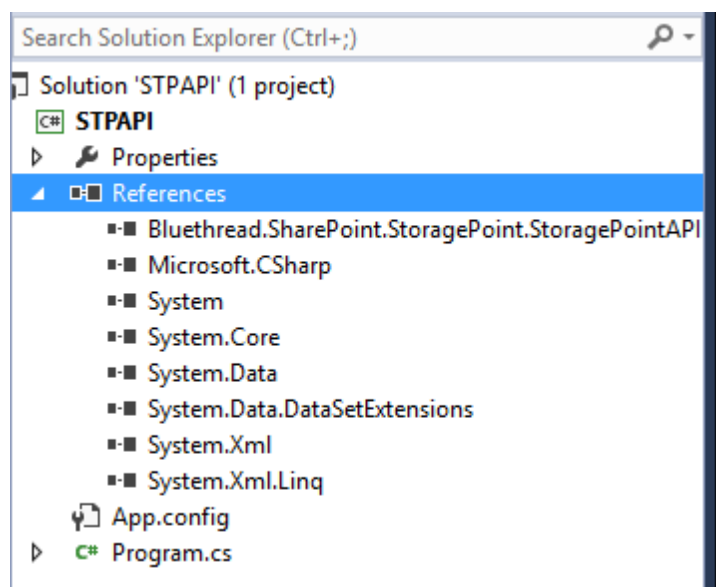 Search Solution Explorer (Ctrl+;)
Solution 'STPAPI' (1 project)
C# STPAPI
Properties
References
Bluethread.SharePoint.StoragePoint.StoragePointAPI
Microsoft.CSharp
System
System.Core
System.Data
System.Data.DataSetExtensions
System.Xml
System.Xml.Linq
App.config
C# Program.cs